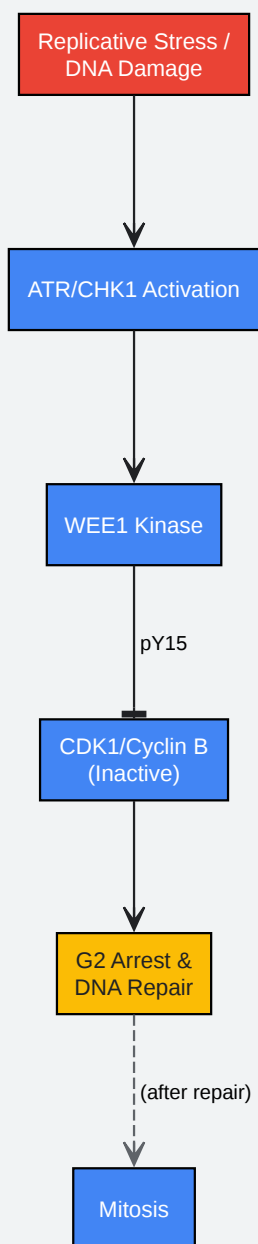 Replicative Stress /
DNA Damage
ATR/CHK1 Activation
WEE1 Kinase
pY15
CDK1/Cyclin B
(Inactive)
G2 Arrest &
DNA Repair
(after repair)
Mitosis